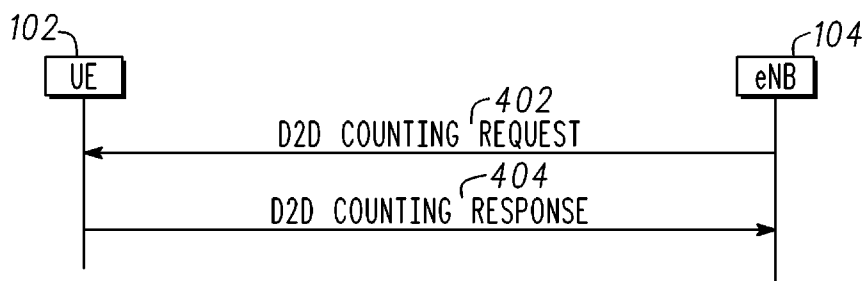 102 104
UE eNB
402
D2D COUNTING REQUEST
404
D2D COUNTING RESPONSE